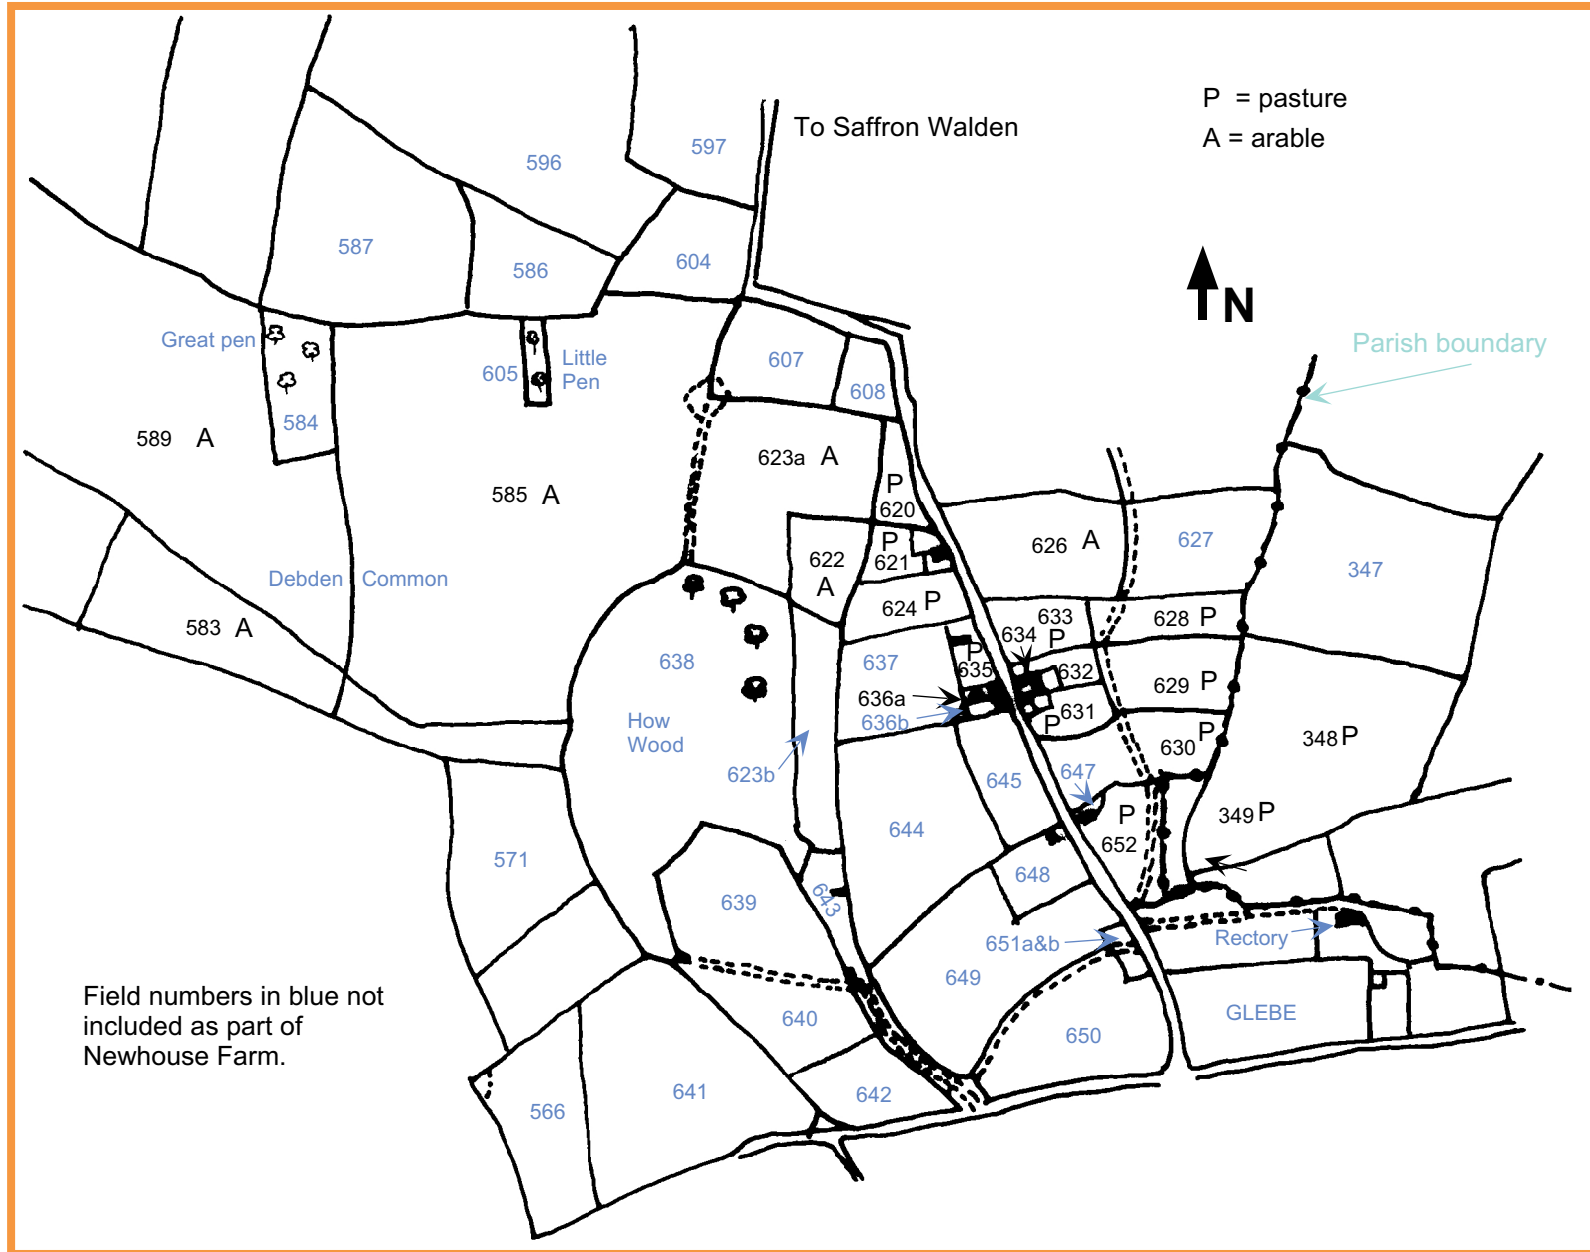 P = pasture
To Saffron Walden
A = arable
597
596
587
604
586
N
Great pen
Parish boundary
Little
Pen
605
607
608
584
589 A
623a A
585 A
P
620
626 A
627
P
621
622
A
347
Debden
Common
624 P
633
628 P
634
P
583 A
638
637
P
635
632
629 P
636a
636b
631
P
How
Wood
630
P
348 P
623b
645
647
P
652
349 P
644
571
648
639
643
651a&b
Rectory
649
Field numbers in blue not
included as part of
Newhouse Farm.
640
GLEBE
650
641
642
566